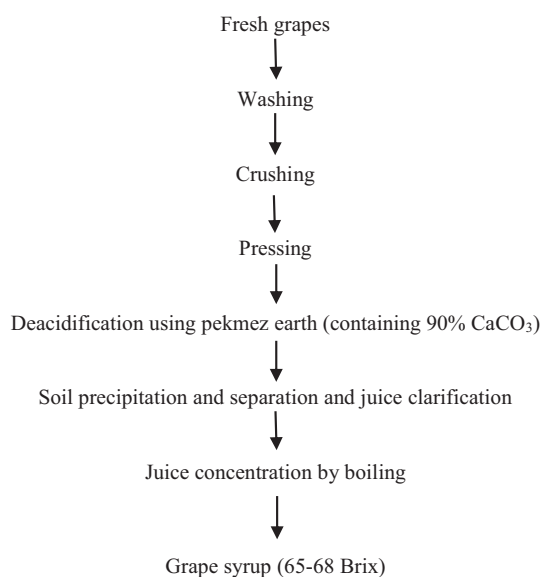 Fresh grapes
Washing
Crushing
Pressing
Deacidification using pekmez earth (containing 90% CaCO₃)
Soil precipitation and separation and juice clarification
Juice concentration by boiling
Grape syrup (65-68 Brix)